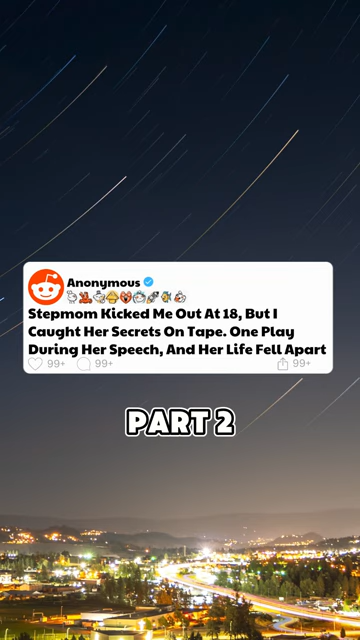 Anonymous
Stepmom Kicked Me Out At 18, But I
Caught Her Secrets On Tape. One Play
During Her Speech, And Her Life Fell Apart
99+ 99+ 99+
PART 2